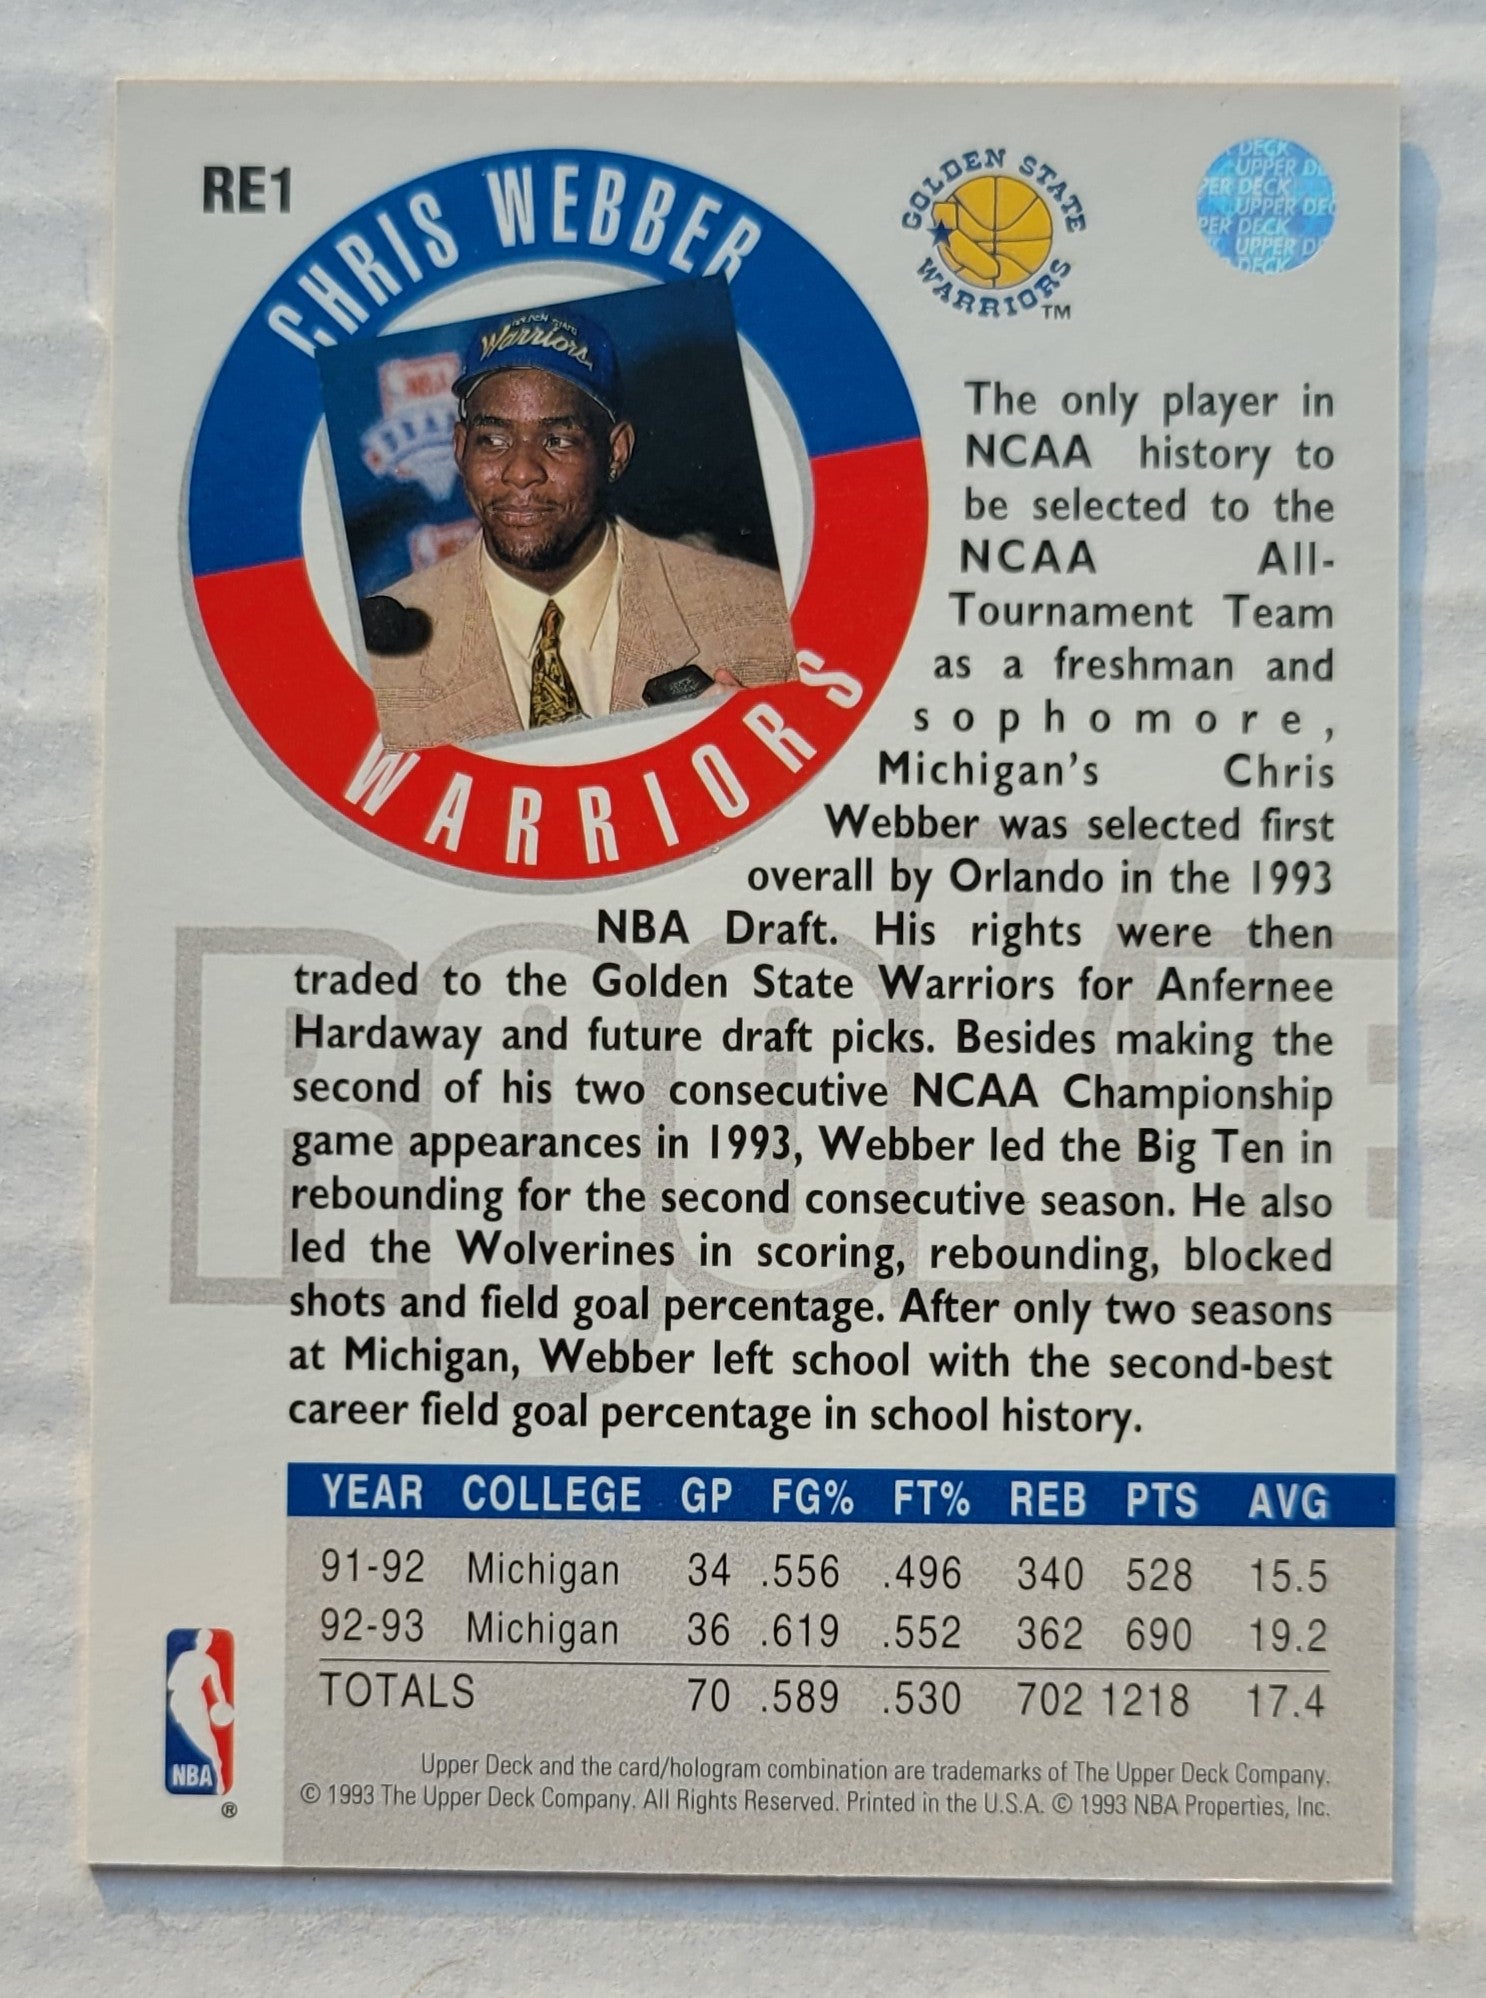 RE1
CHRIS WEBBER
WARRIORS
GOLDEN STATE
WARRIORS
TM
UPPER DECK
Warriors
The only player in
NCAA history to
be selected to the
NCAA All-
Tournament Team
as a freshman and
sophomore,
Michigan's Chris
Webber was selected first
overall by Orlando in the 1993
NBA Draft. His rights were then
traded to the Golden State Warriors for Anfernee
Hardaway and future draft picks. Besides making the
second of his two consecutive NCAA Championship
game appearances in 1993, Webber led the Big Ten in
rebounding for the second consecutive season. He also
led the Wolverines in scoring, rebounding, blocked
shots and field goal percentage. After only two seasons
at Michigan, Webber left school with the second-best
career field goal percentage in school history.
ROOKIE
YEAR COLLEGE GP FG% FT% REB PTS AVG
91-92 Michigan 34 .556 .496 340 528 15.5
92-93 Michigan 36 .619 .552 362 690 19.2
TOTALS 70 .589 .530 702 1218 17.4
NBA
®
Upper Deck and the card/hologram combination are trademarks of The Upper Deck Company.
© 1993 The Upper Deck Company. All Rights Reserved. Printed in the U.S.A. © 1993 NBA Properties, Inc.